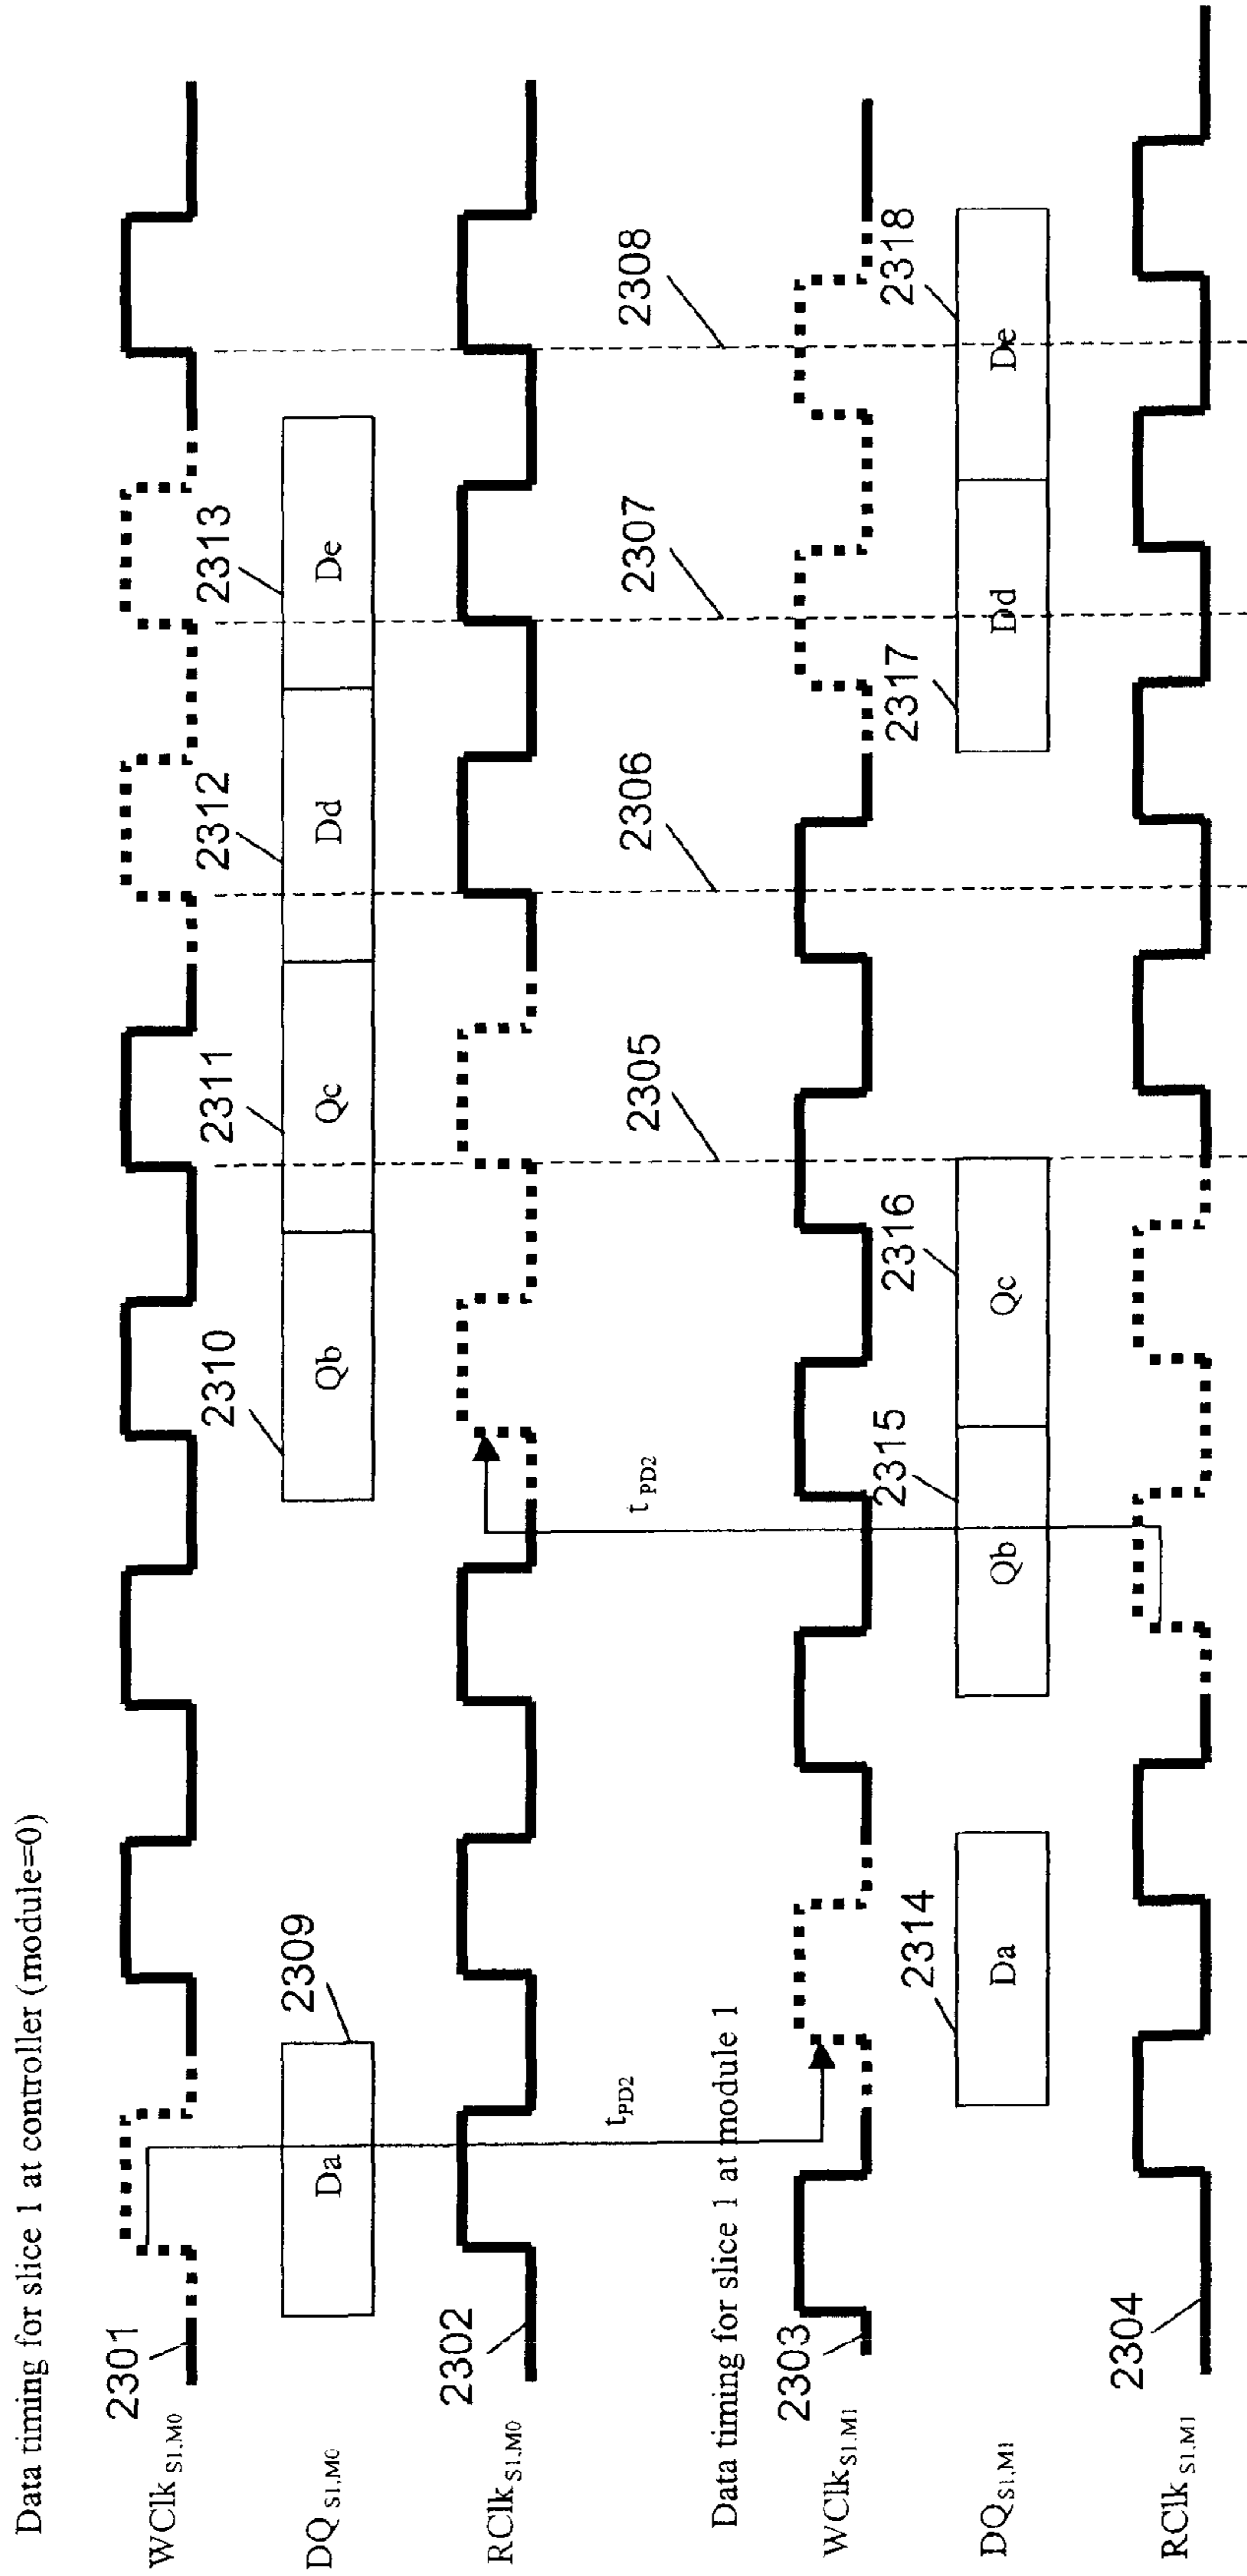 Data timing for slice 1 at controller (module=0)
2301
WClk S1,M0
2309
2310
2311
2312
2313
DQ S1,M0
Da
Qb
Qc
Dd
De
2302
RClk S1,M0
tPD2
tPD2
2305
2306
2307
2308
Data timing for slice 1 at module 1
2303
WClk S1,M1
2314
2315
2316
2317
2318
DQ S1,M1
Da
Qb
Qc
Dd
De
2304
RClk S1,M1